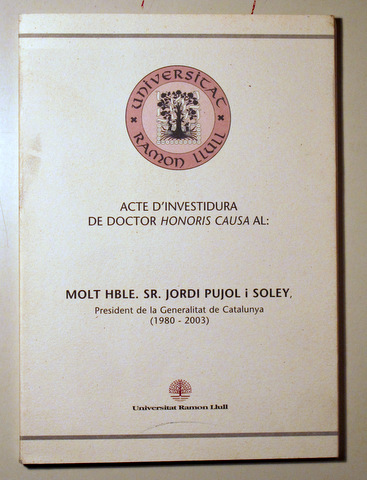 UNIVERSITAT
RAMON LLULL
ACTE D'INVESTIDURA
DE DOCTOR HONORIS CAUSA AL:
MOLT HBLE. SR. JORDI PUJOL i SOLEY,
President de la Generalitat de Catalunya
(1980 - 2003)
Universitat Ramon Llull